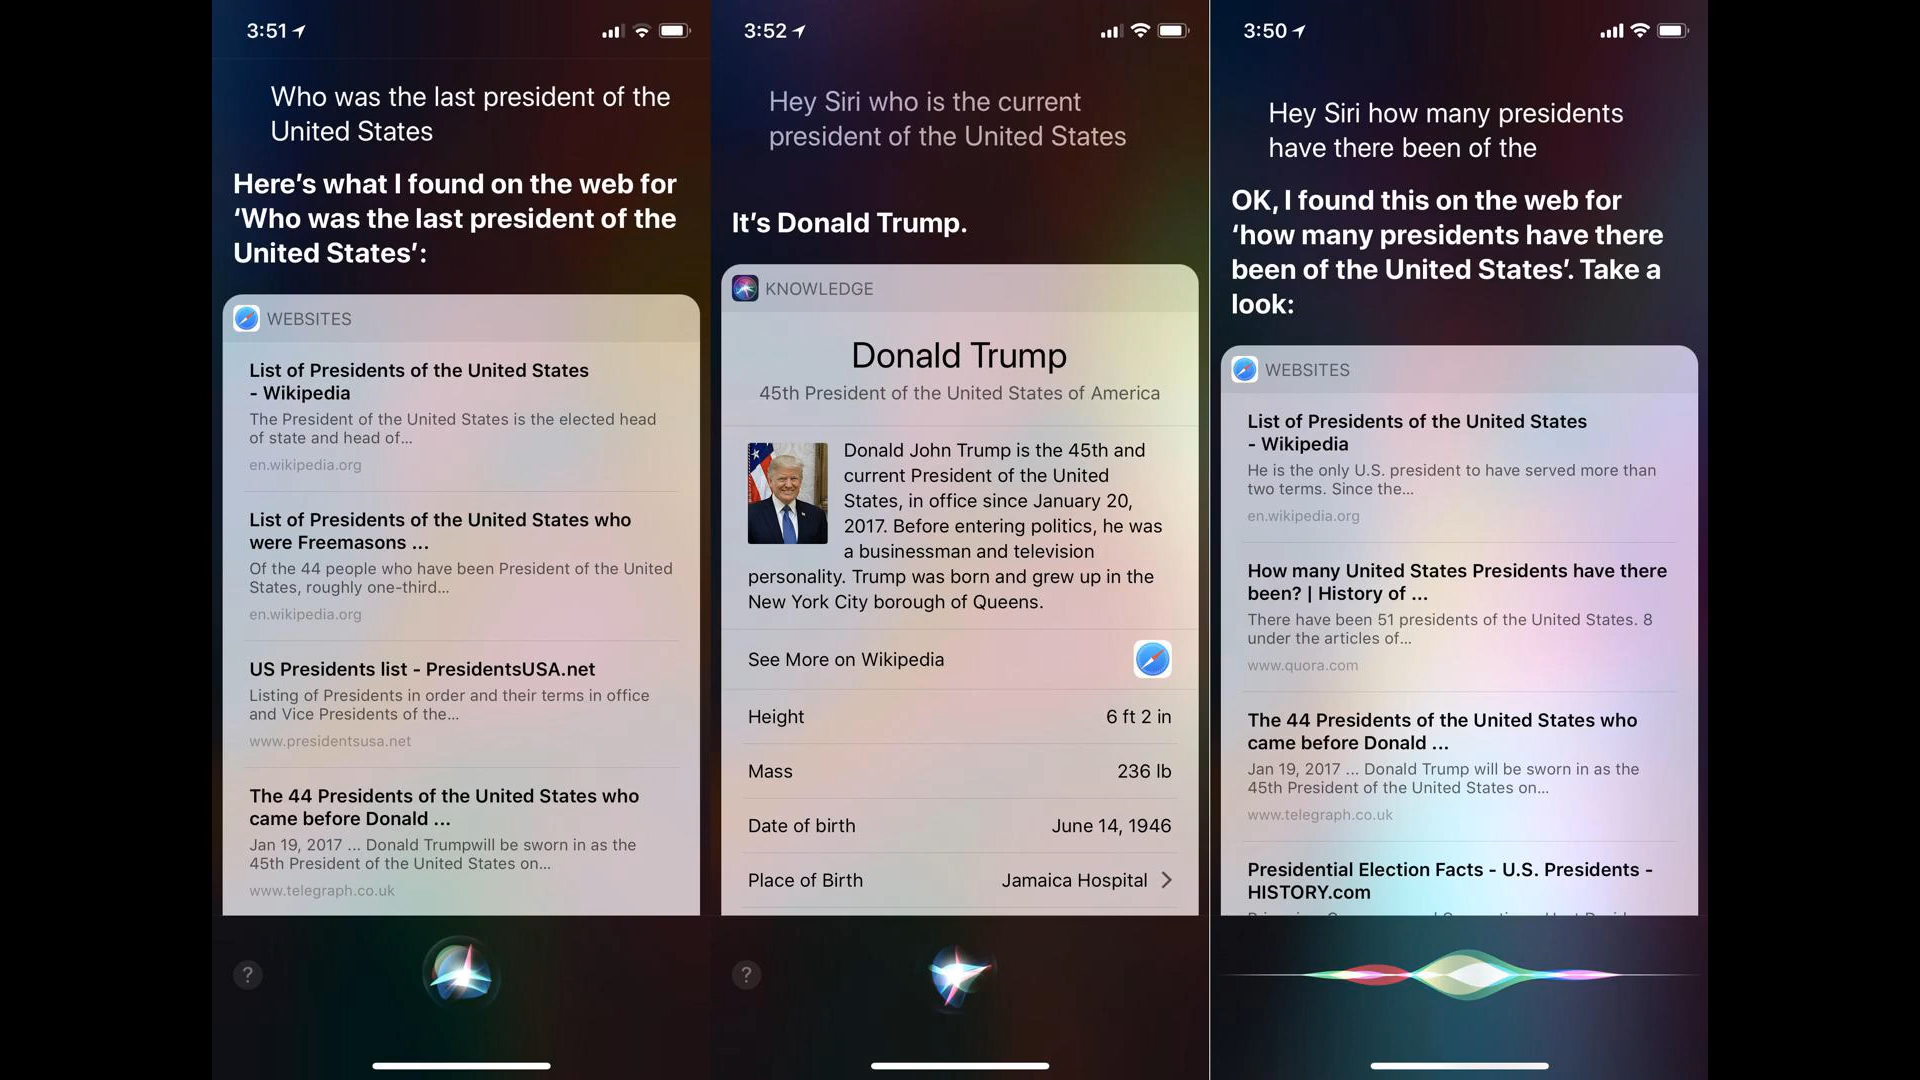 3:51
Who was the last president of the
United States
Here's what I found on the web for
‘Who was the last president of the
United States’:
WEBSITES
List of Presidents of the United States
- Wikipedia
The President of the United States is the elected head
of state and head of...
en.wikipedia.org
List of Presidents of the United States who
were Freemasons ...
Of the 44 people who have been President of the United
States, roughly one-third...
en.wikipedia.org
US Presidents list - PresidentsUSA.net
Listing of Presidents in order and their terms in office
and Vice Presidents of the...
www.presidentsusa.net
The 44 Presidents of the United States who
came before Donald ...
Jan 19, 2017 ... Donald Trumpwill be sworn in as the
45th President of the United States on...
www.telegraph.co.uk
?
3:52
Hey Siri who is the current
president of the United States
It's Donald Trump.
KNOWLEDGE
Donald Trump
45th President of the United States of America
Donald John Trump is the 45th and
current President of the United
States, in office since January 20,
2017. Before entering politics, he was
a businessman and television
personality. Trump was born and grew up in the
New York City borough of Queens.
See More on Wikipedia
Height 6 ft 2 in
Mass 236 lb
Date of birth June 14, 1946
Place of Birth Jamaica Hospital
?
3:50
Hey Siri how many presidents
have there been of the
OK, I found this on the web for
‘how many presidents have there
been of the United States’. Take a
look:
WEBSITES
List of Presidents of the United States
- Wikipedia
He is the only U.S. president to have served more than
two terms. Since the...
en.wikipedia.org
How many United States Presidents have there
been? | History of ...
There have been 51 presidents of the United States. 8
under the articles of...
www.quora.com
The 44 Presidents of the United States who
came before Donald ...
Jan 19, 2017 ... Donald Trump will be sworn in as the
45th President of the United States on...
www.telegraph.co.uk
Presidential Election Facts - U.S. Presidents -
HISTORY.com